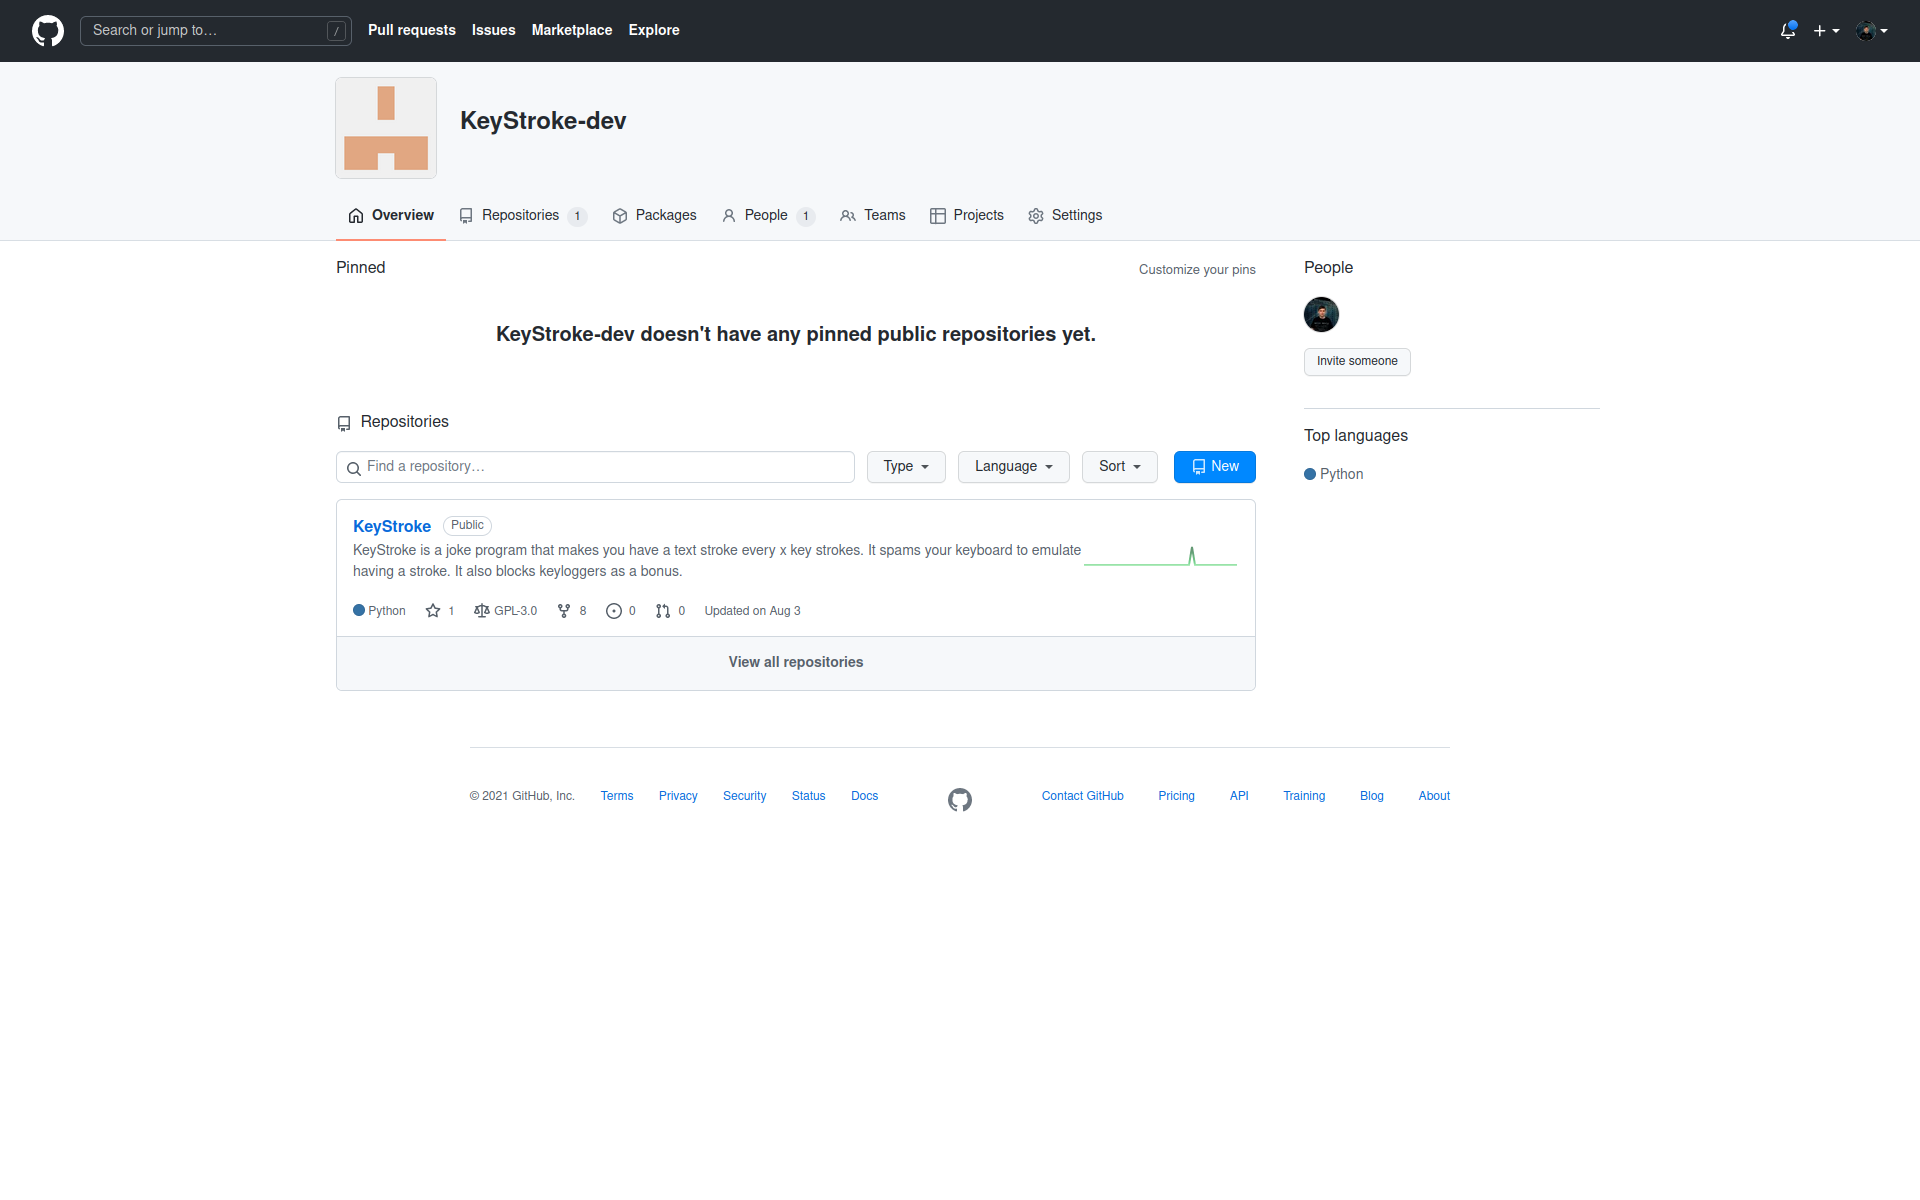 Search or jump to… / Pull requests Issues Marketplace Explore
KeyStroke-dev
Overview Repositories 1 Packages People 1 Teams Projects Settings
Pinned Customize your pins
KeyStroke-dev doesn't have any pinned public repositories yet.
Repositories
Find a repository… Type Language Sort New
KeyStroke Public
KeyStroke is a joke program that makes you have a text stroke every x key strokes. It spams your keyboard to emulate
having a stroke. It also blocks keyloggers as a bonus.
Python 1 GPL-3.0 8 0 0 Updated on Aug 3
View all repositories
People
Invite someone
Top languages
Python
© 2021 GitHub, Inc. Terms Privacy Security Status Docs Contact GitHub Pricing API Training Blog About